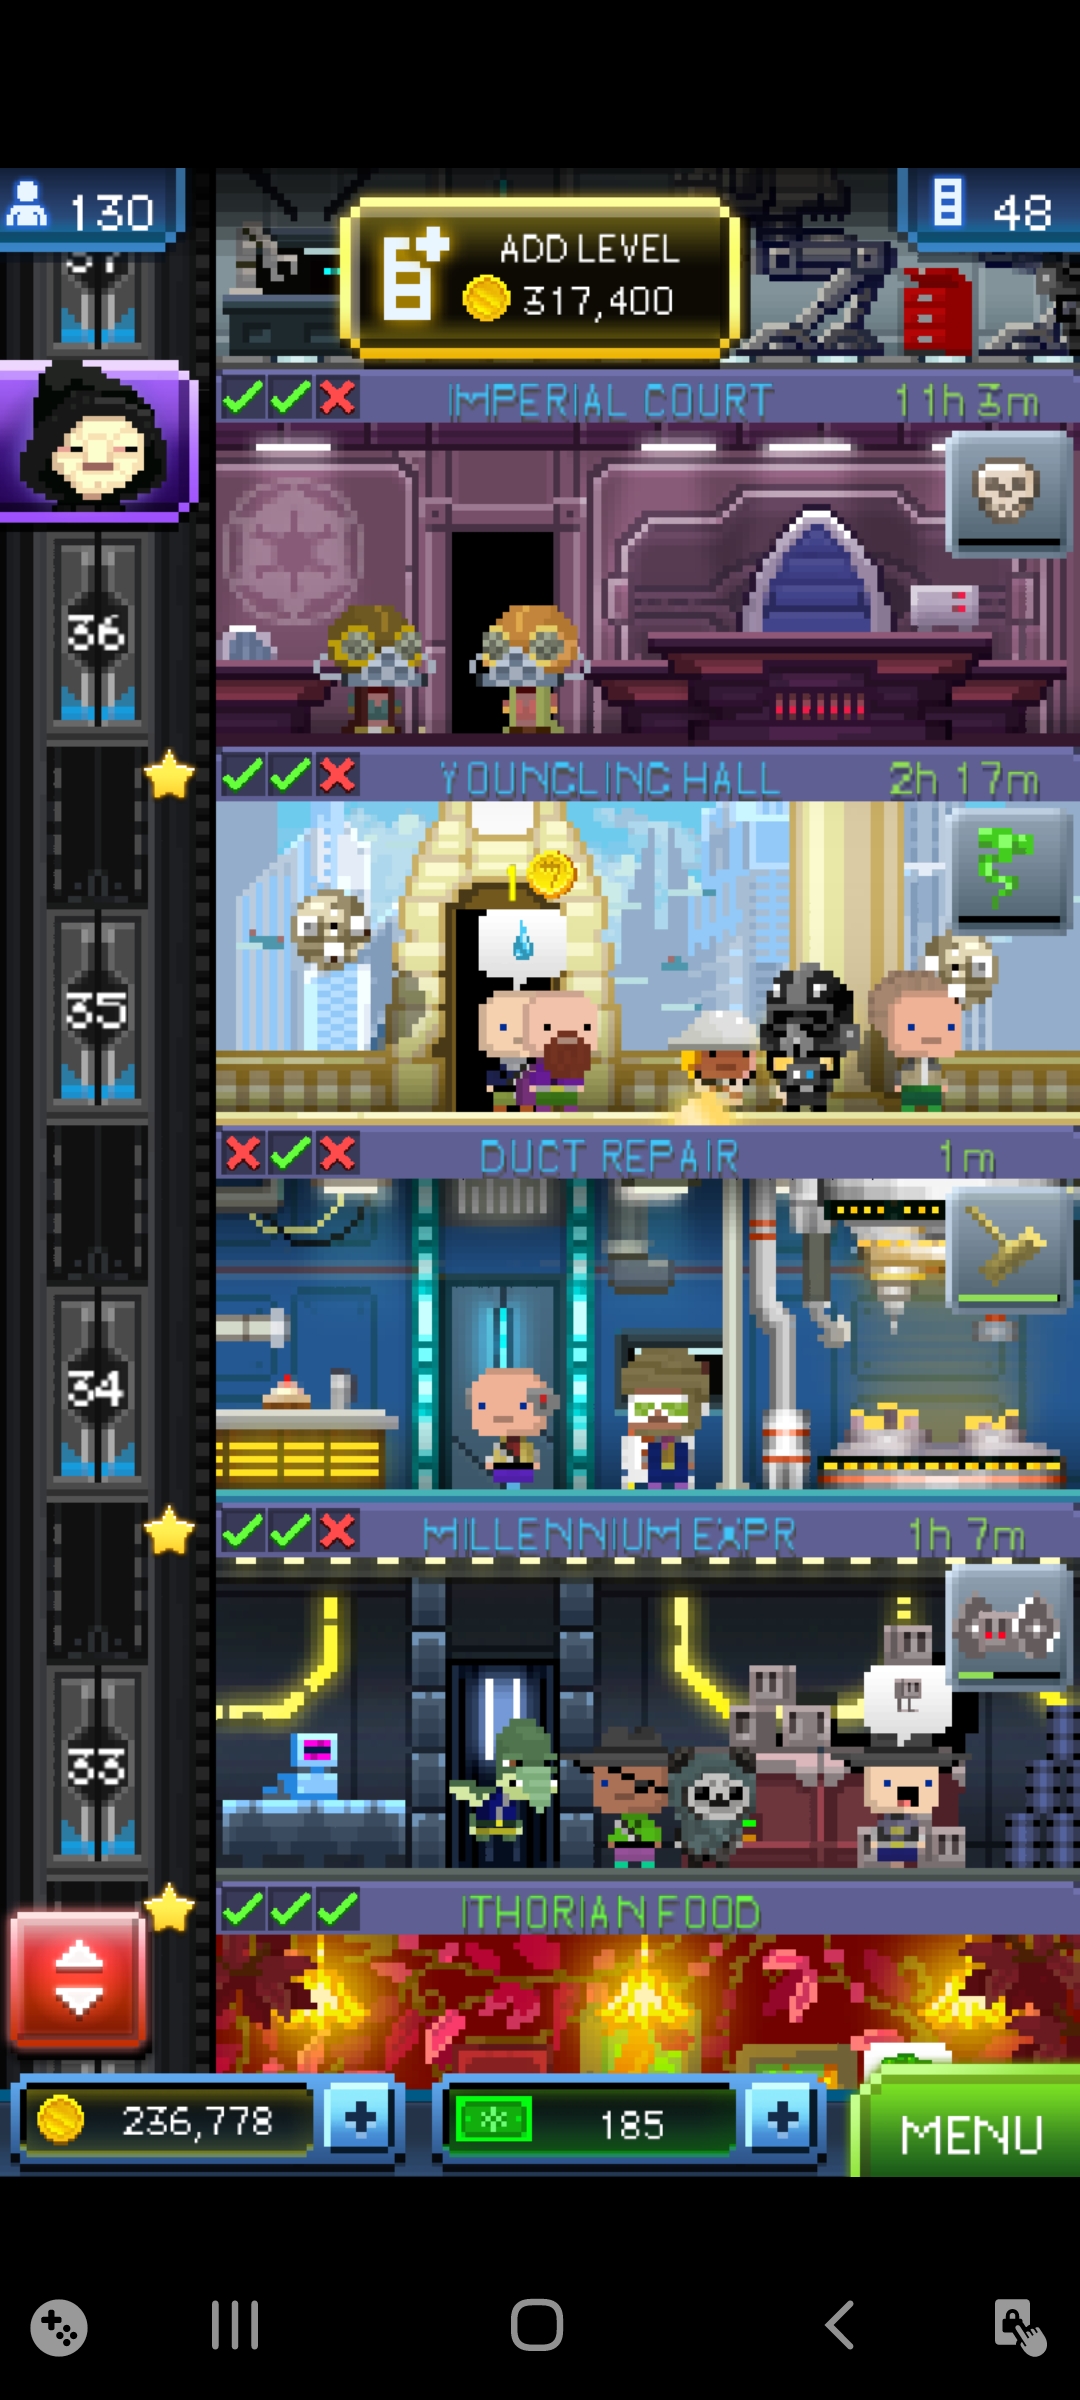 130
48
ADD LEVEL
317,400
IMPERIAL COURT 11h 3m
36
YOUNGLING HALL 2h 17m
35
DUCT REPAIR 1m
34
MILLENNIUM EXPR 1h 7m
33
ITHORIAN FOOD
236,778
185
MENU